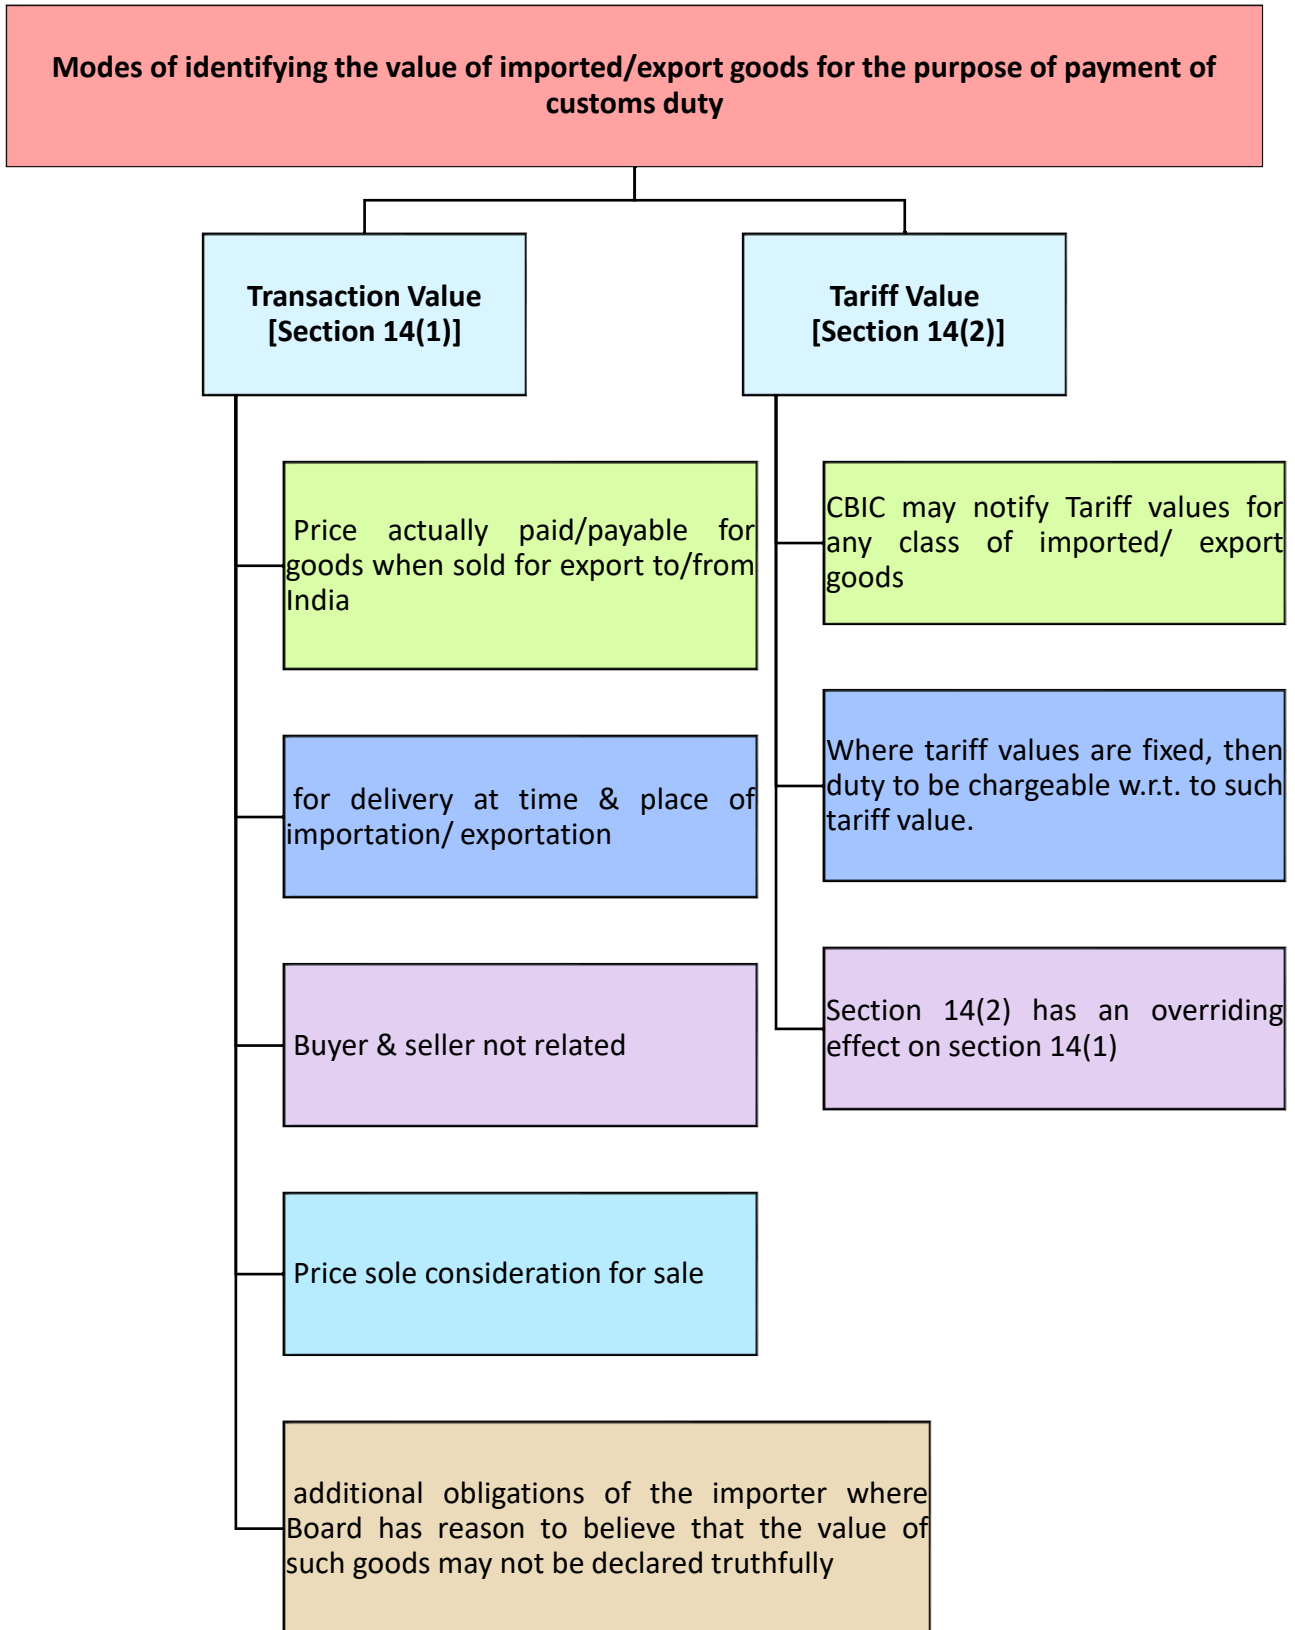 Modes of identifying the value of imported/export goods for the purpose of payment of
customs duty
Transaction Value
[Section 14(1)]
Price actually paid/payable for
goods when sold for export to/from
India
for delivery at time & place of
importation/ exportation
Buyer & seller not related
Price sole consideration for sale
additional obligations of the importer where
Board has reason to believe that the value of
such goods may not be declared truthfully
Tariff Value
[Section 14(2)]
CBIC may notify Tariff values for
any class of imported/ export
goods
Where tariff values are fixed, then
duty to be chargeable w.r.t. to such
tariff value.
Section 14(2) has an overriding
effect on section 14(1)